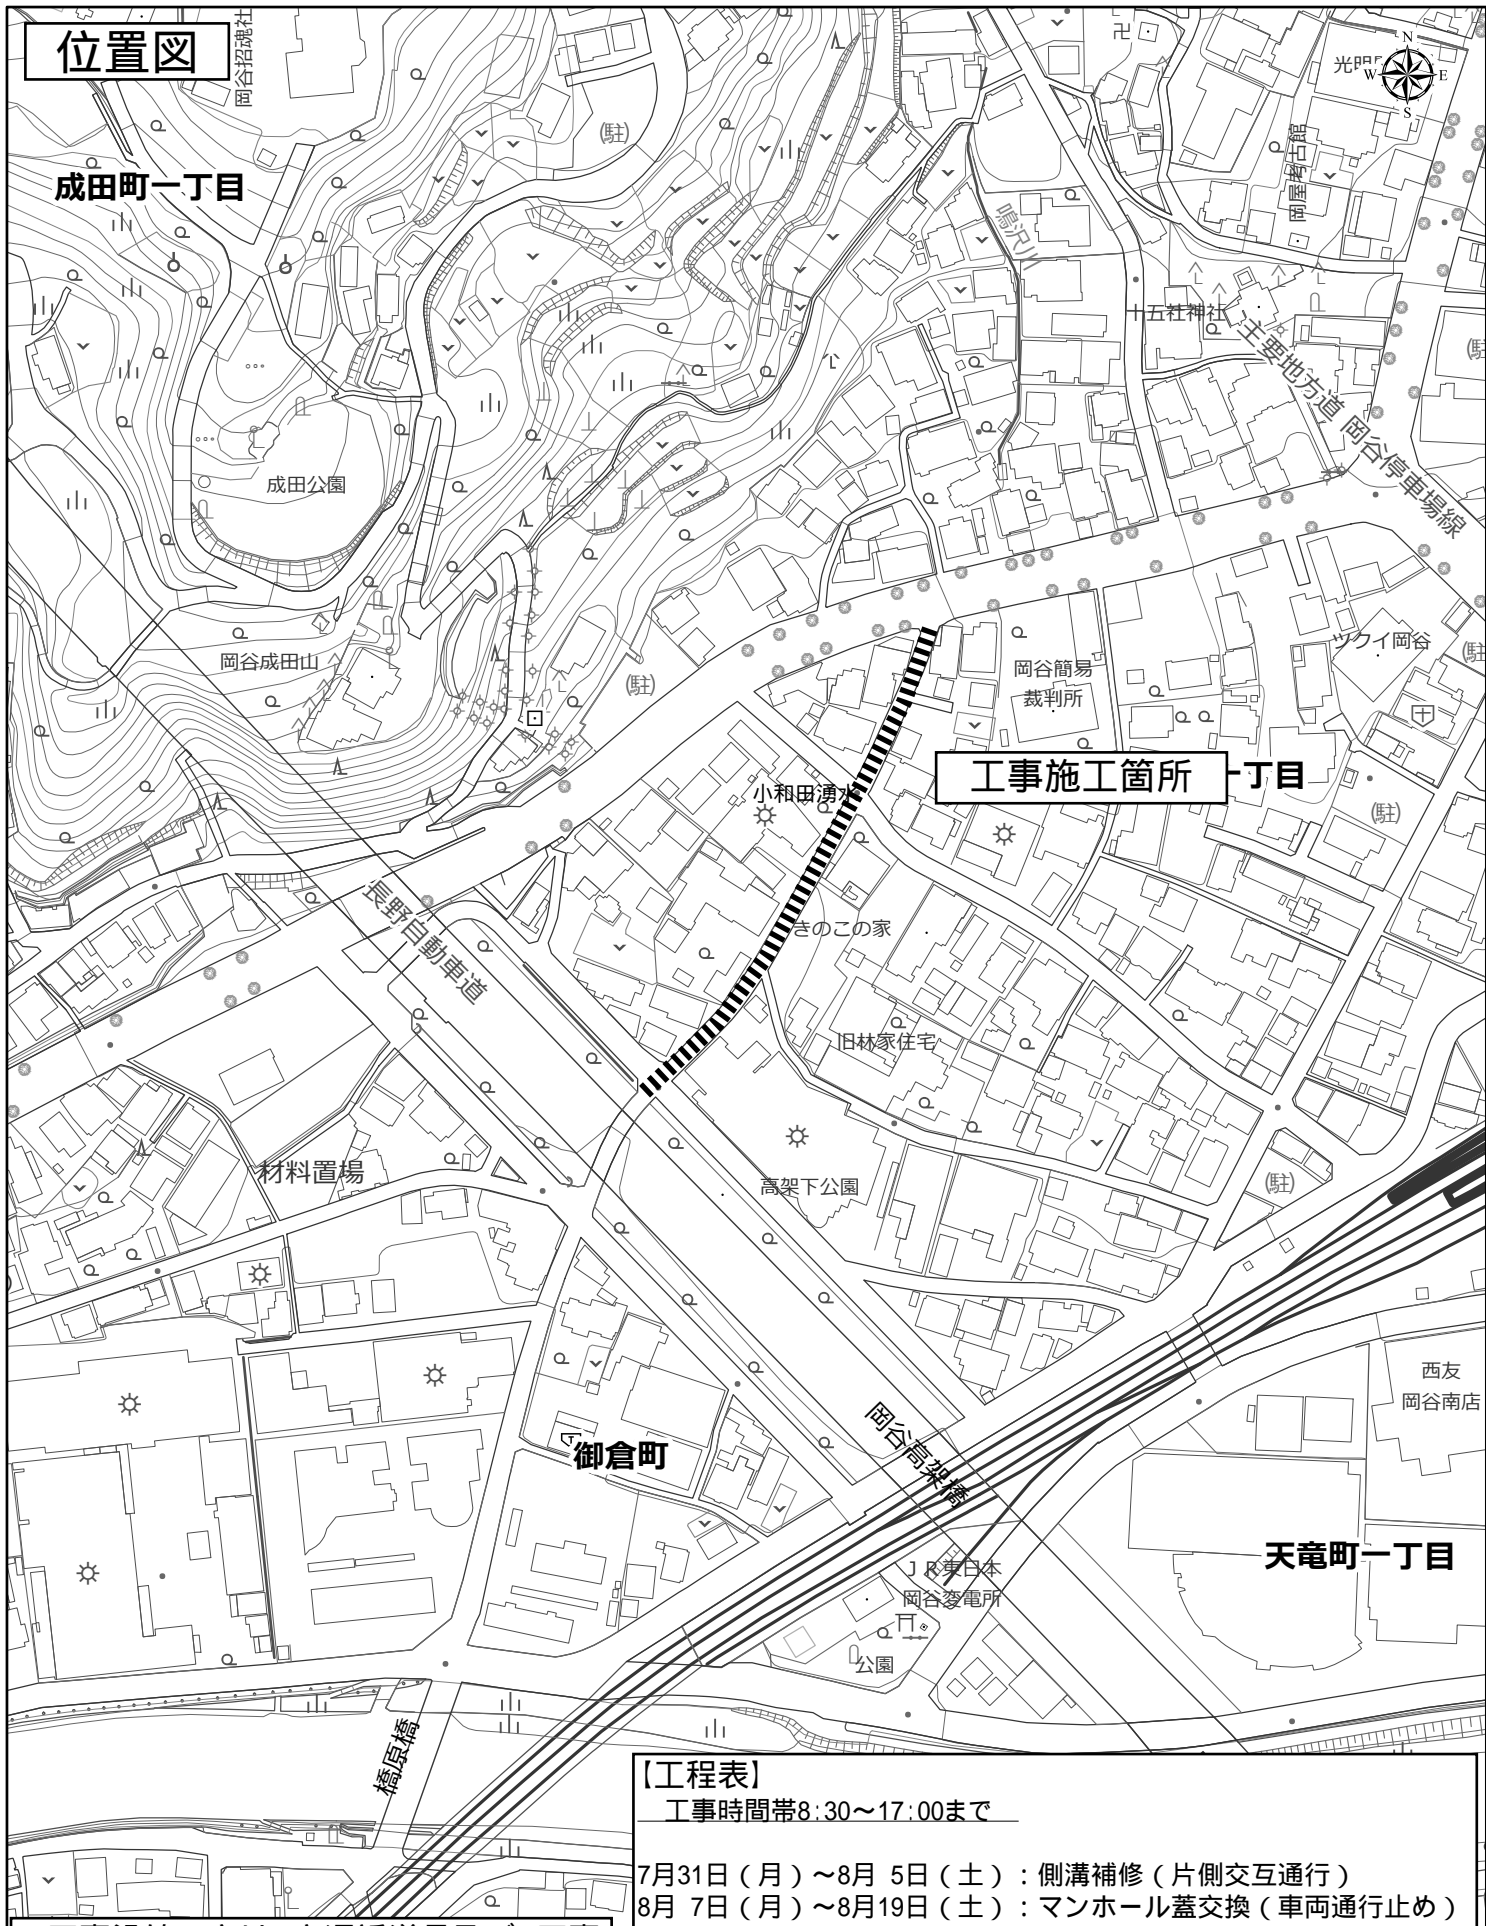 位置図
岡谷招魂社
N
W
E
S
成田町一丁目
(駐)
鳴沢川
岡屋考古館
十五社神社
主要地方道 岡谷停車場線
(駐)
成田公園
岡谷成田山
(駐)
岡谷簡易
裁判所
ツクイ岡谷
(駐)
工事施工箇所
一丁目
小和田湧水
(駐)
長野自動車道
きのこの家
旧林家住宅
材料置場
高架下公園
(駐)
西友
岡谷南店
岡谷高架橋
御倉町
天竜町一丁目
ＪＲ東日本
岡谷変電所
公園
橋原橋
【工程表】
工事時間帯8:30～17:00まで
7月31日（月）～8月 5日（土）：側溝補修（片側交互通行）
8月 7日（月）～8月19日（土）：マンホール蓋交換（車両通行止め）